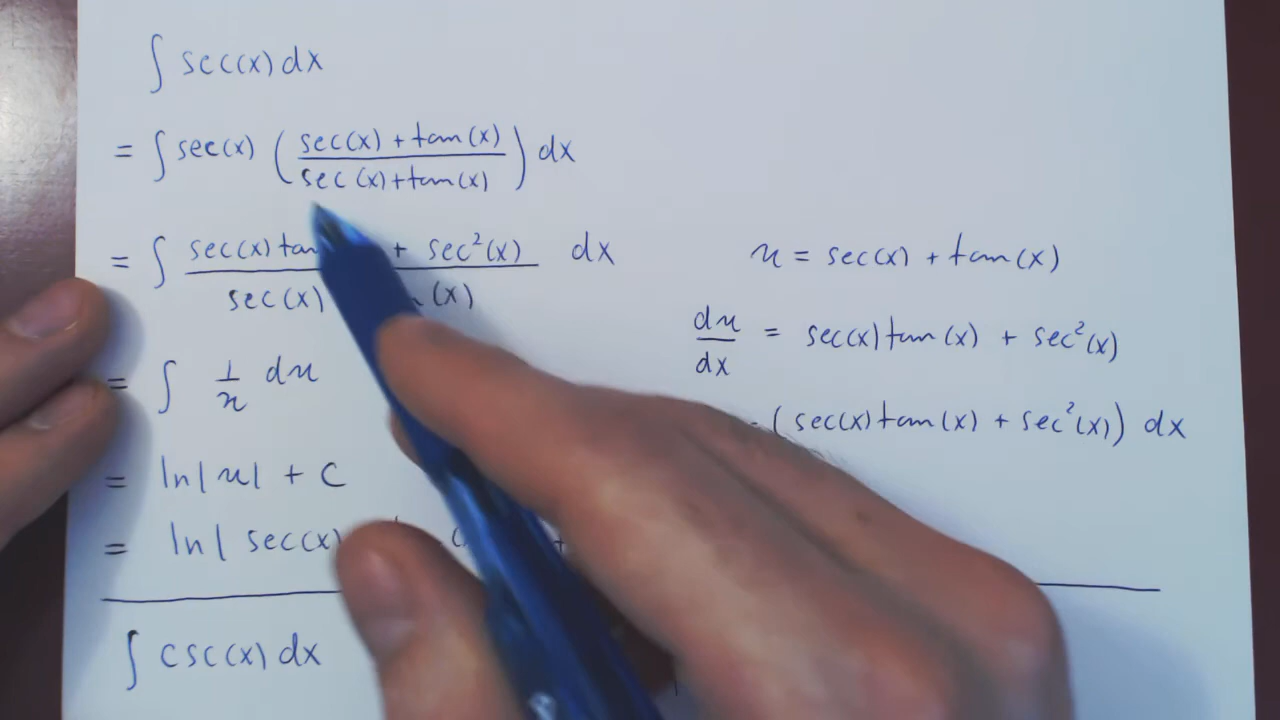 ∫ sec(x) dx
= ∫ sec(x) ( (sec(x) + tan(x)) / (sec(x) + tan(x)) ) dx
= ∫ sec(x) tan + sec²(x) dx
sec(x) (x)
= ∫ 1/u du
= ln|u| + C
= ln| sec(x)
u = sec(x) + tan(x)
du/dx = sec(x) tan(x) + sec²(x)
(sec(x) tan(x) + sec²(x)) dx
∫ csc(x) dx